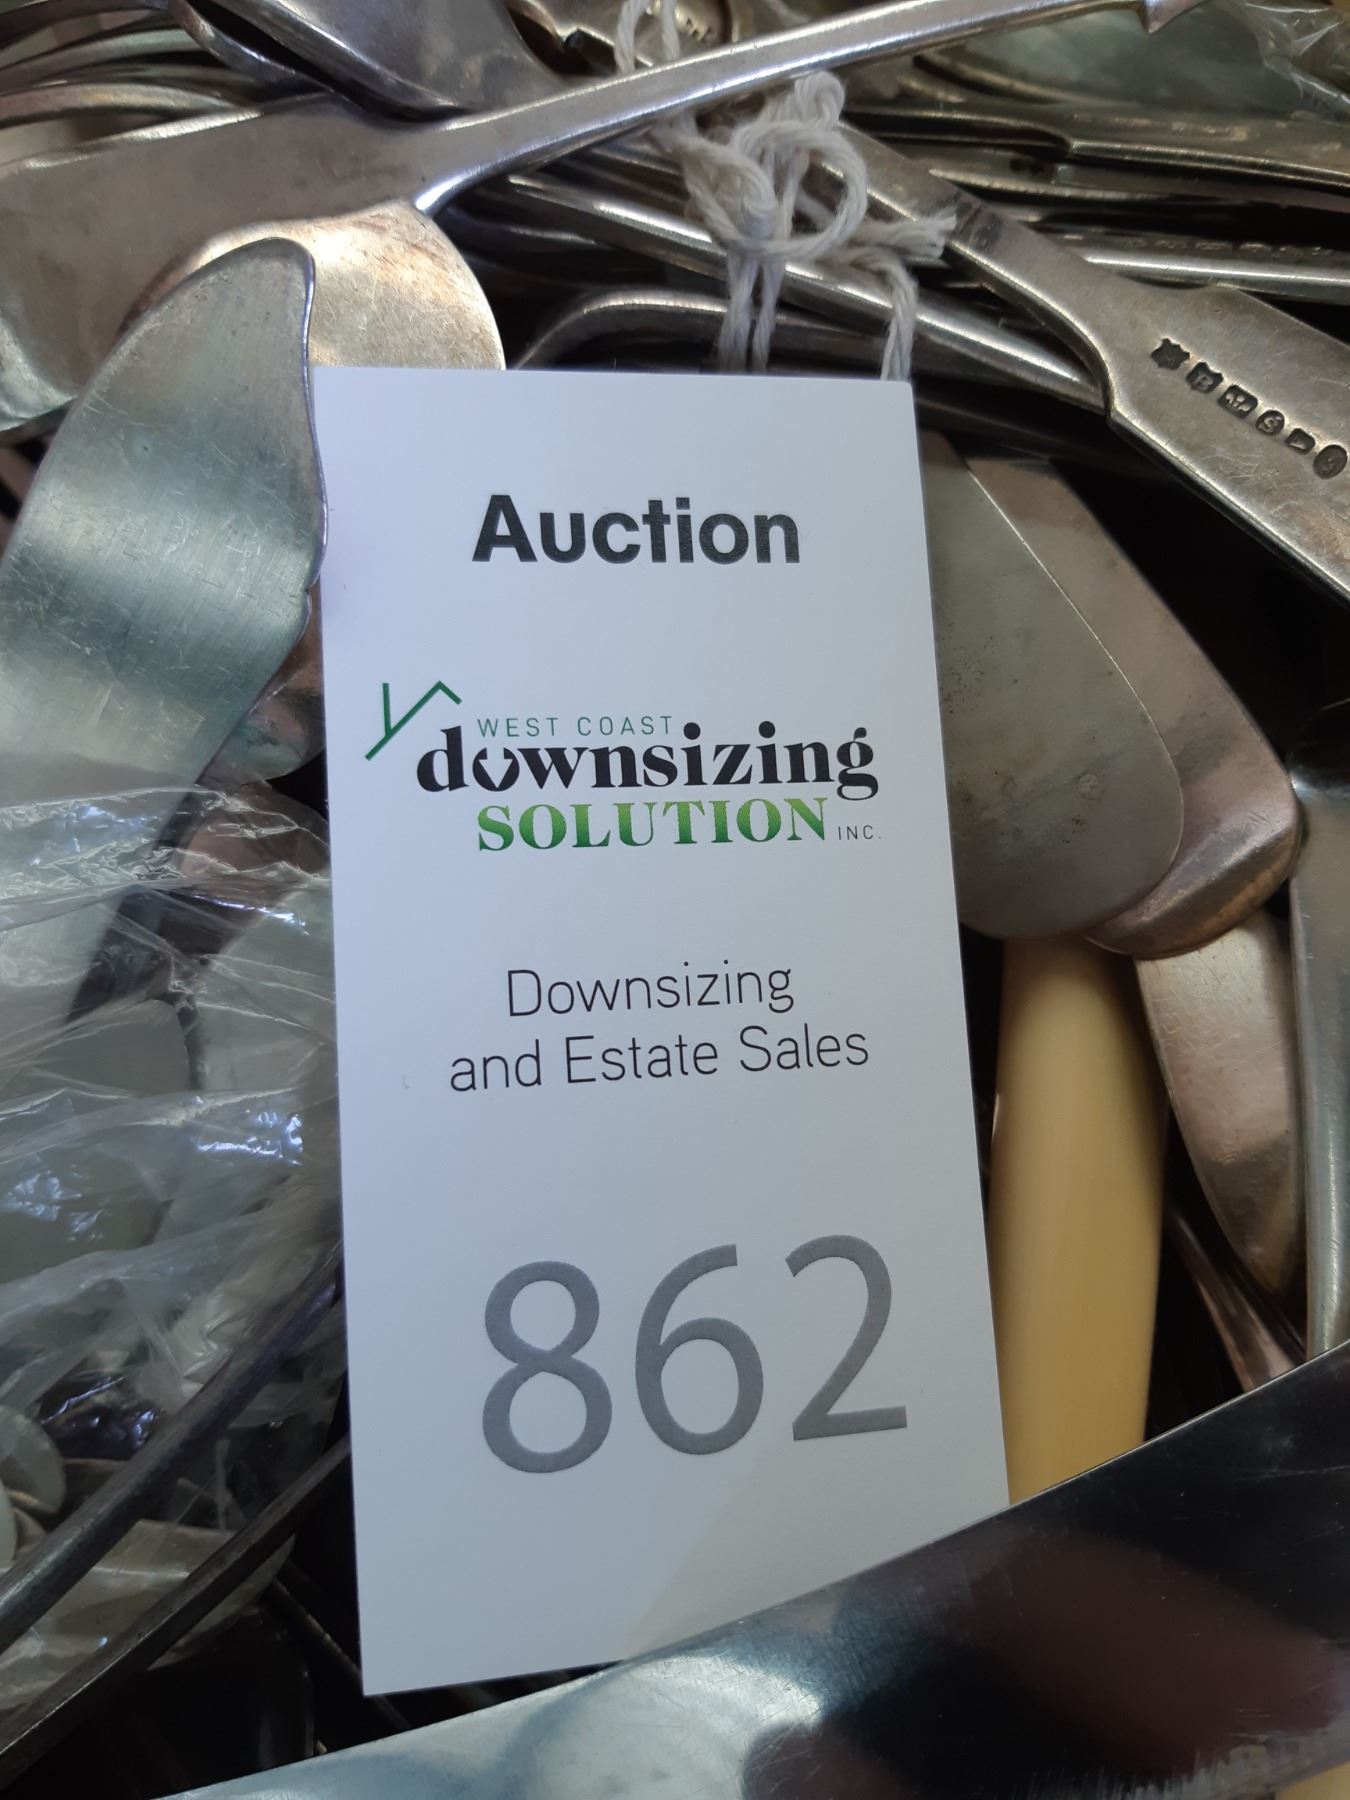 Auction
WEST COAST
downsizing
SOLUTION INC.
Downsizing
and Estate Sales
862